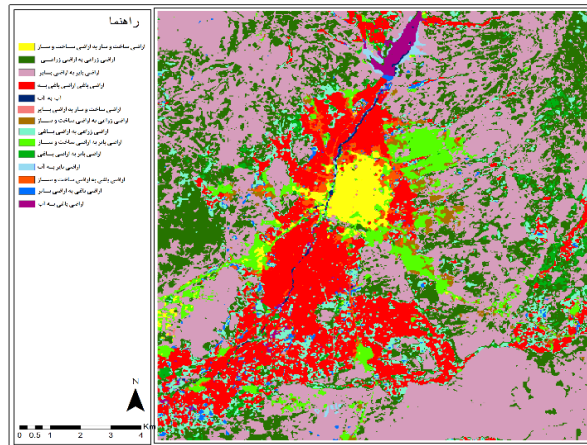 راهنما
اراضی ساخت و ساز به اراضی ساخت و ساز
اراضی زراعی به اراضی زراعی
اراضی بایر به اراضی بایر
اراضی باغی اراضی باغی به
آب به آب
اراضی ساخت و ساز به اراضی بایر
اراضی زراعی به اراضی ساخت و ساز
اراضی زراعی به اراضی باغی
اراضی بایر به اراضی ساخت و ساز
اراضی بایر به اراضی باغی
اراضی بایر به آب
اراضی باغی به اراضی ساخت و ساز
اراضی باغی به اراضی بایر
اراضی باغی به آب
N
0 0.5 1 2 3 4 Km